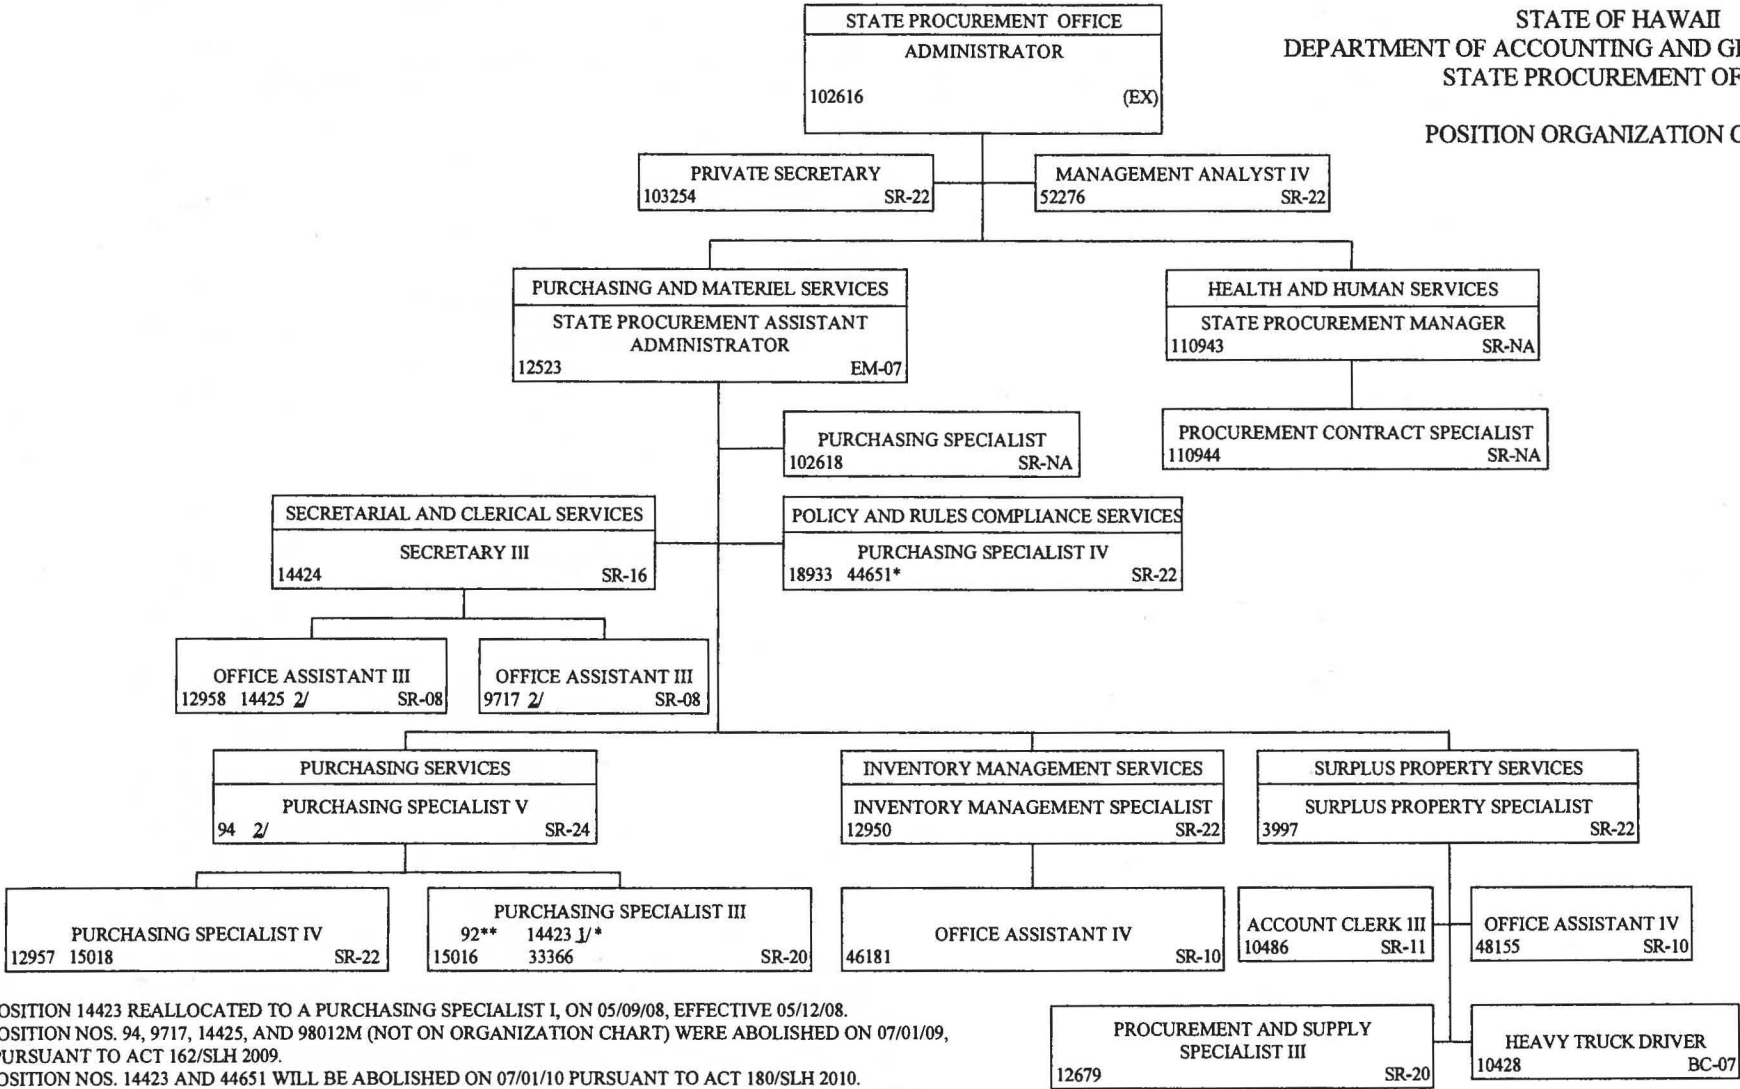 STATE OF HAWAII
DEPARTMENT OF ACCOUNTING AND
STATE PROCUREMENT
POSITION ORGANIZATION
STATE PROCUREMENT OFFICE
ADMINISTRATOR
102616 (EX)
PRIVATE SECRETARY
103254 SR-22
MANAGEMENT ANALYST IV
52276 SR-22
PURCHASING AND MATERIEL SERVICES
STATE PROCUREMENT ASSISTANT
ADMINISTRATOR
12523 EM-07
HEALTH AND HUMAN SERVICES
STATE PROCUREMENT MANAGER
110943 SR-NA
PURCHASING SPECIALIST
102618 SR-NA
PROCUREMENT CONTRACT SPECIALIST
110944 SR-NA
SECRETARIAL AND CLERICAL SERVICES
SECRETARY III
14424 SR-16
POLICY AND RULES COMPLIANCE SERVICES
PURCHASING SPECIALIST IV
18933 44651* SR-22
OFFICE ASSISTANT III
12958 14425 2/ SR-08
OFFICE ASSISTANT III
9717 2/ SR-08
PURCHASING SERVICES
PURCHASING SPECIALIST V
94 2/ SR-24
INVENTORY MANAGEMENT SERVICES
INVENTORY MANAGEMENT SPECIALIST
12950 SR-22
SURPLUS PROPERTY SERVICES
SURPLUS PROPERTY SPECIALIST
3997 SR-22
PURCHASING SPECIALIST IV
12957 15018 SR-22
PURCHASING SPECIALIST III
92** 14423 1/*
15016 33366 SR-20
OFFICE ASSISTANT IV
46181 SR-10
ACCOUNT CLERK III
10486 SR-11
OFFICE ASSISTANT IV
48155 SR-10
PROCUREMENT AND SUPPLY
SPECIALIST III
12679 SR-20
HEAVY TRUCK DRIVER
10428 BC-07
OSITION 14423 REALLOCATED TO A PURCHASING SPECIALIST I, ON 05/09/08, EFFECTIVE 05/12/08.
OSITION NOS. 94, 9717, 14425, AND 98012M (NOT ON ORGANIZATION CHART) WERE ABOLISHED ON 07/01/09,
PURSUANT TO ACT 162/SLH 2009.
OSITION NOS. 14423 AND 44651 WILL BE ABOLISHED ON 07/01/10 PURSUANT TO ACT 180/SLH 2010.